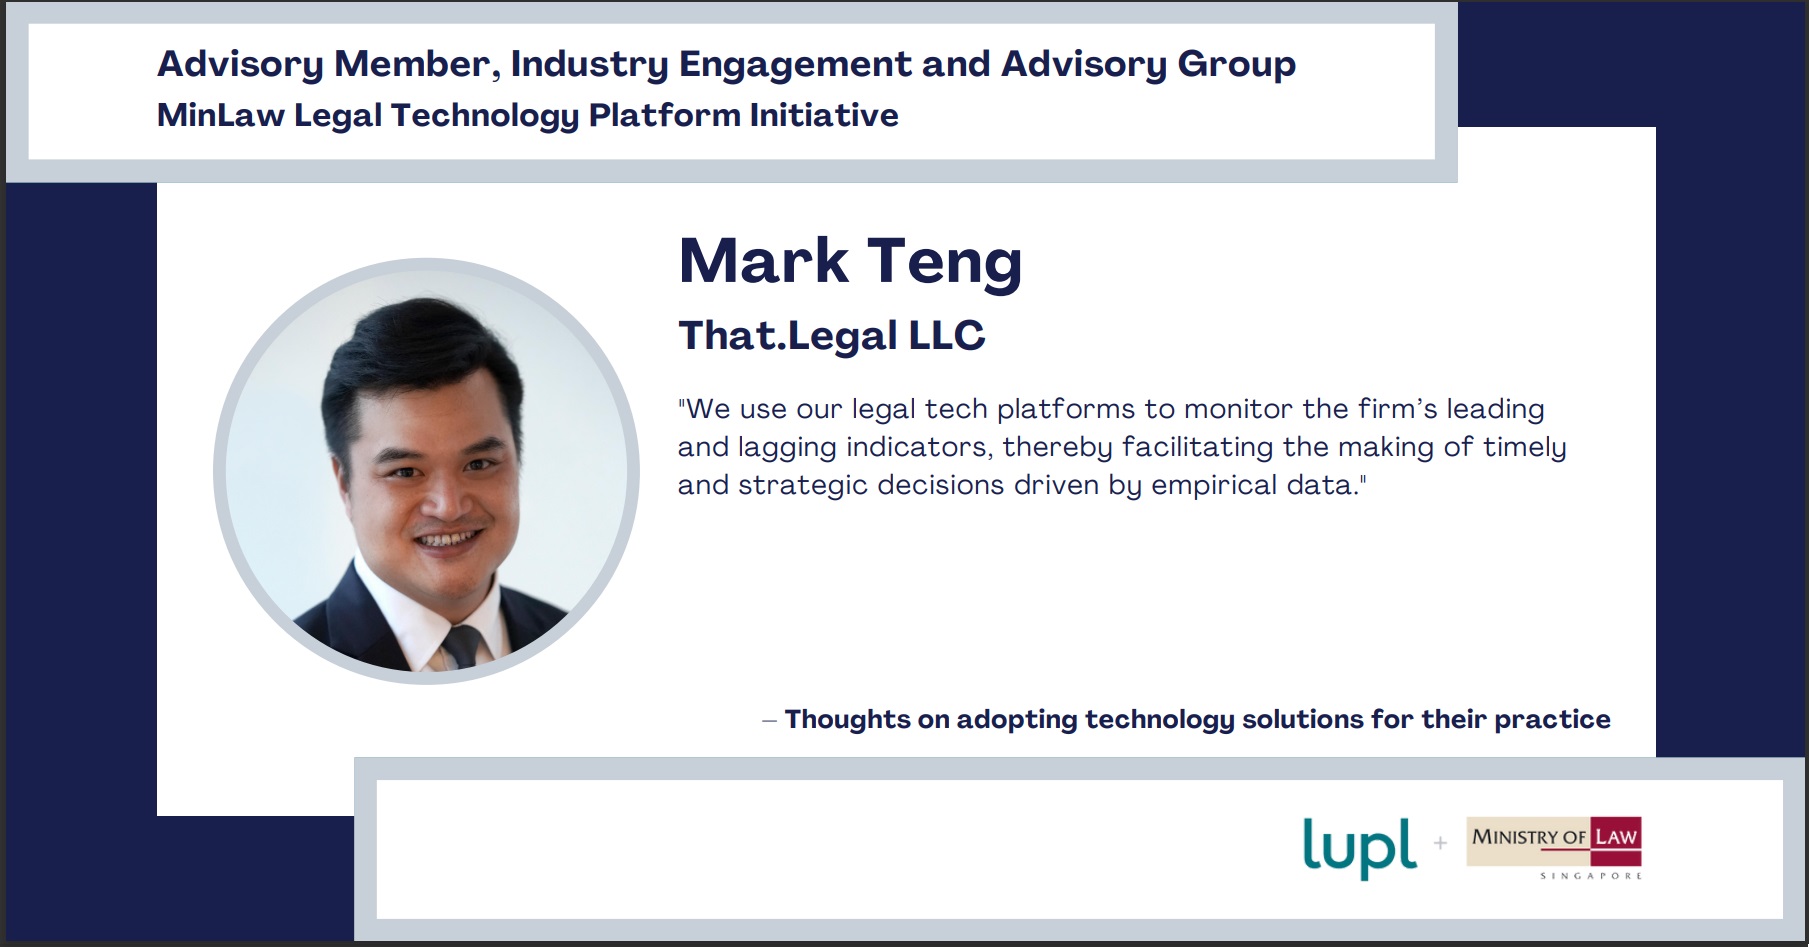 Advisory Member, Industry Engagement and Advisory Group
MinLaw Legal Technology Platform Initiative
Mark Teng
That.Legal LLC
"We use our legal tech platforms to monitor the firm’s leading
and lagging indicators, thereby facilitating the making of timely
and strategic decisions driven by empirical data."
– Thoughts on adopting technology solutions for their practice
lupl + MINISTRY OF LAW
SINGAPORE